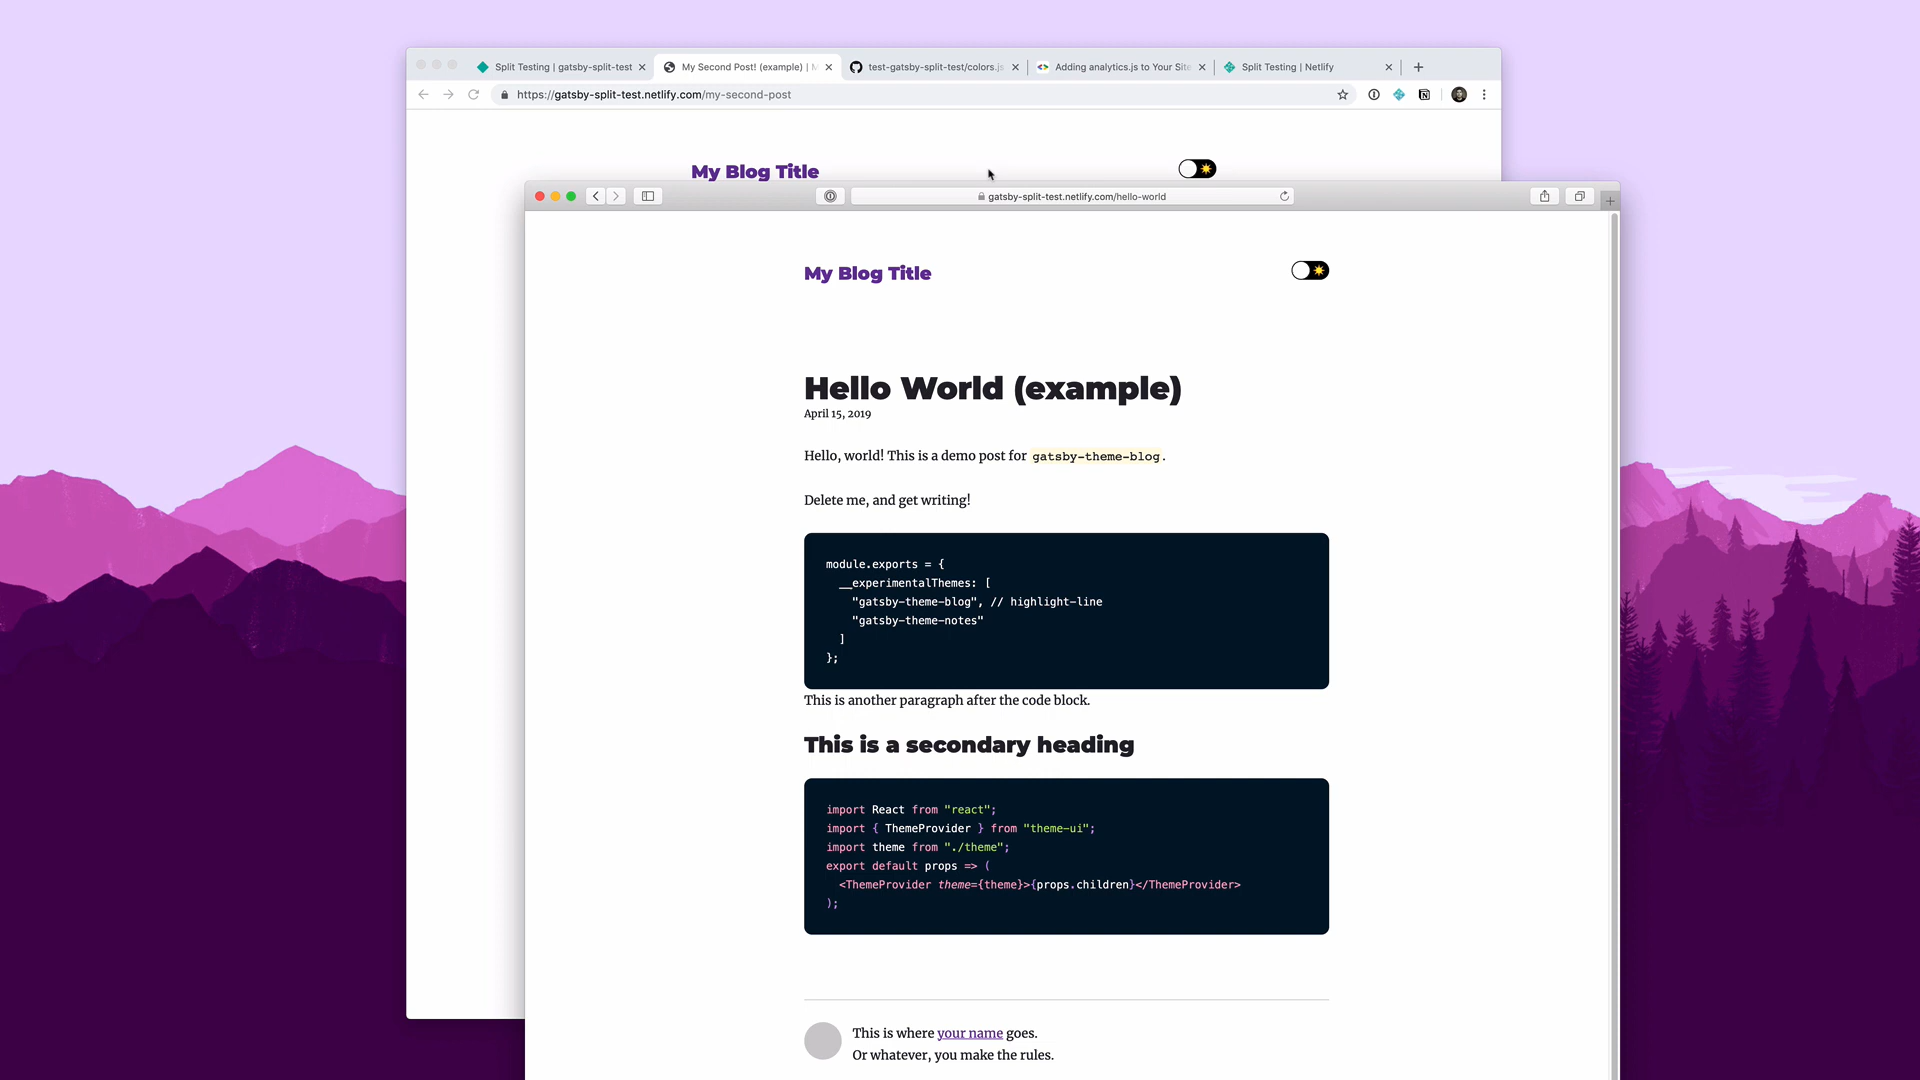 Split Testing | gatsby-split-test
My Second Post! (example) | M
test-gatsby-split-test/colors.js
Adding analytics.js to Your Site
Split Testing | Netlify
https://gatsby-split-test.netlify.com/my-second-post
My Blog Title
gatsby-split-test.netlify.com/hello-world
My Blog Title
Hello World (example)
April 15, 2019
Hello, world! This is a demo post for gatsby-theme-blog.
Delete me, and get writing!
module.exports = {
  __experimentalThemes: [
    "gatsby-theme-blog", // highlight-line
    "gatsby-theme-notes"
  ]
};
This is another paragraph after the code block.
This is a secondary heading
import React from "react";
import { ThemeProvider } from "theme-ui";
import theme from "./theme";
export default props => (
  <ThemeProvider theme={theme}>{props.children}</ThemeProvider>
);
This is where your name goes.
Or whatever, you make the rules.